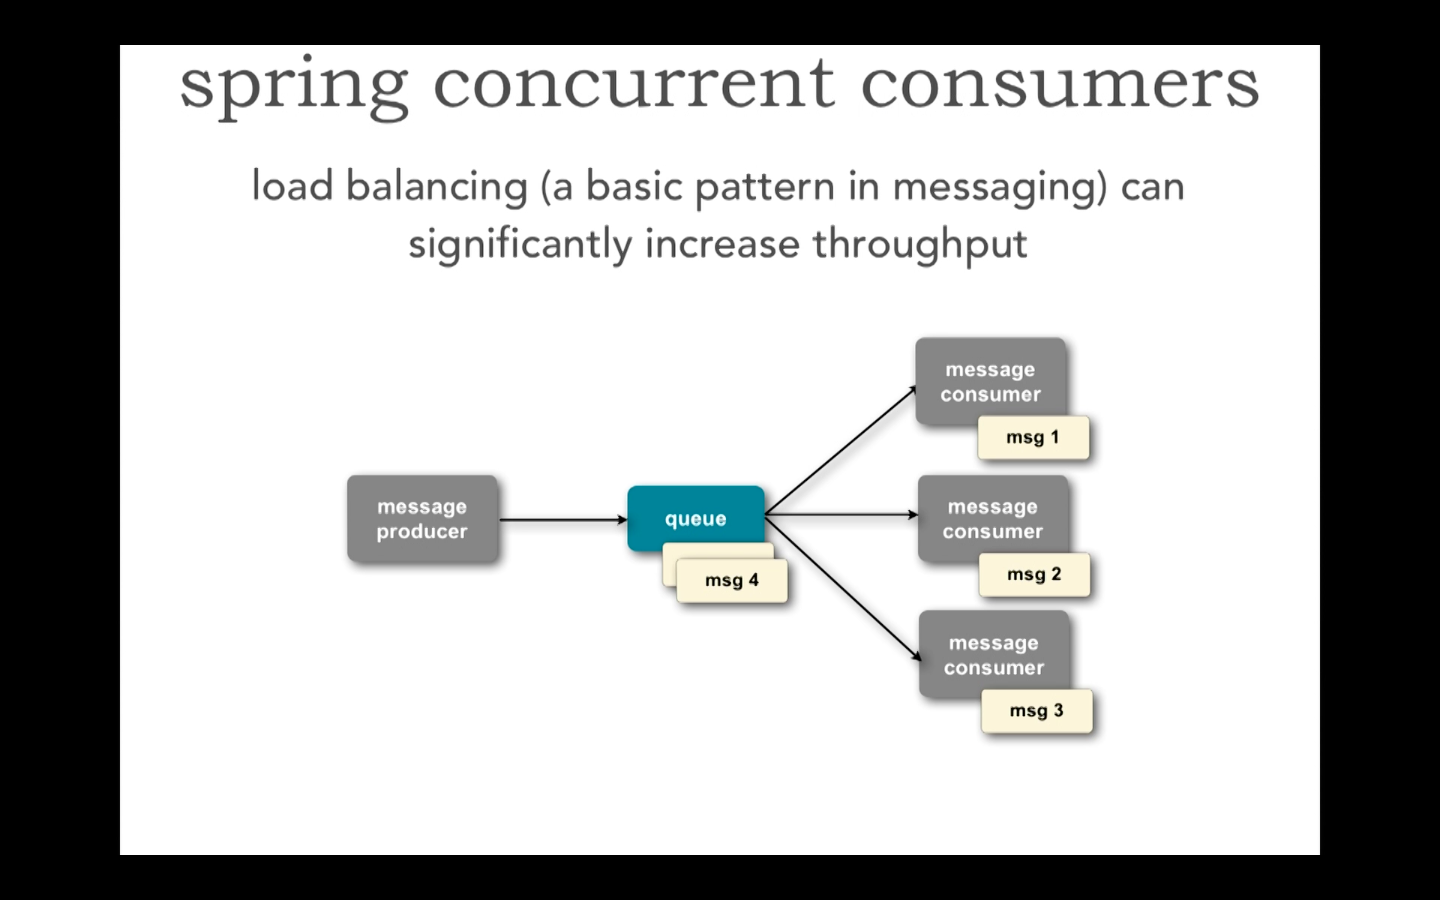 spring concurrent consumers
load balancing (a basic pattern in messaging) can
significantly increase throughput
message
consumer
msg 1
message
producer
queue
msg 4
message
consumer
msg 2
message
consumer
msg 3